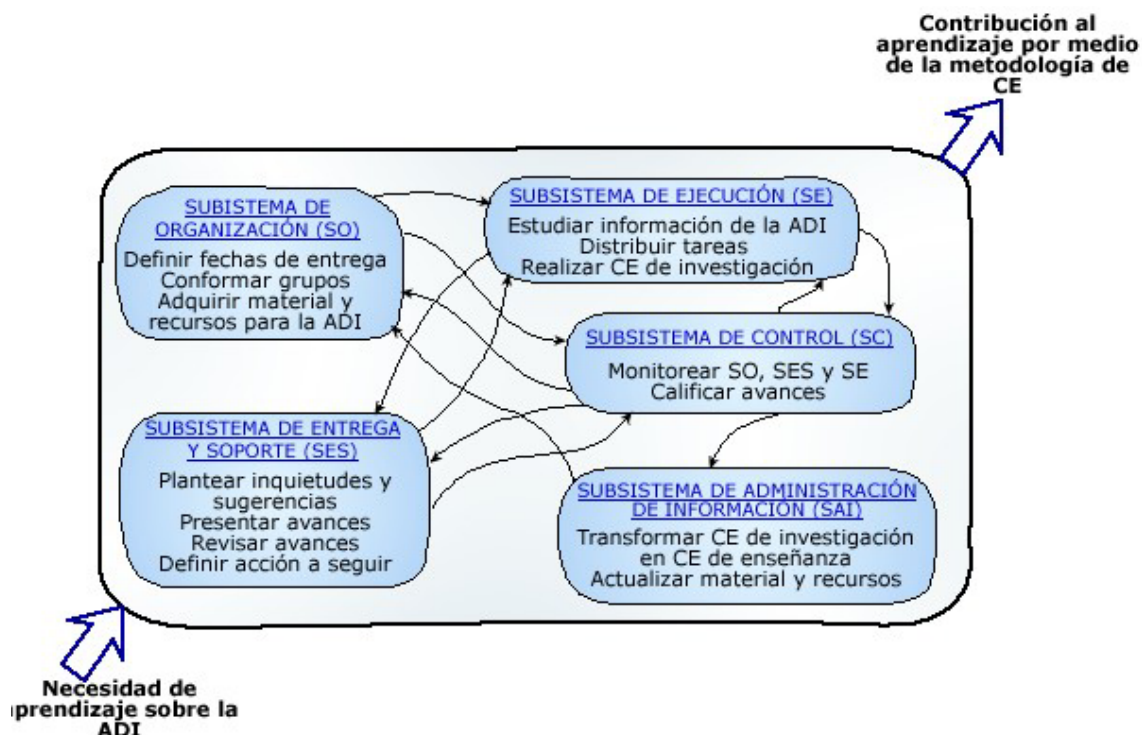 Contribución al
aprendizaje por medio
de la metodología de
CE
SUBISTEMA DE
ORGANIZACIÓN (SO)
Definir fechas de entrega
Conformar grupos
Adquirir material y
recursos para la ADI
SUBSISTEMA DE EJECUCIÓN (SE)
Estudiar información de la ADI
Distribuir tareas
Realizar CE de investigación
SUBSISTEMA DE CONTROL (SC)
Monitorear SO, SES y SE
Calificar avances
SUBSISTEMA DE ENTREGA
Y SOPORTE (SES)
Plantear inquietudes y
sugerencias
Presentar avances
Revisar avances
Definir acción a seguir
SUBSISTEMA DE ADMINISTRACIÓN
DE INFORMACIÓN (SAI)
Transformar CE de investigación
en CE de enseñanza
Actualizar material y recursos
Necesidad de
prendizaje sobre la
ADI